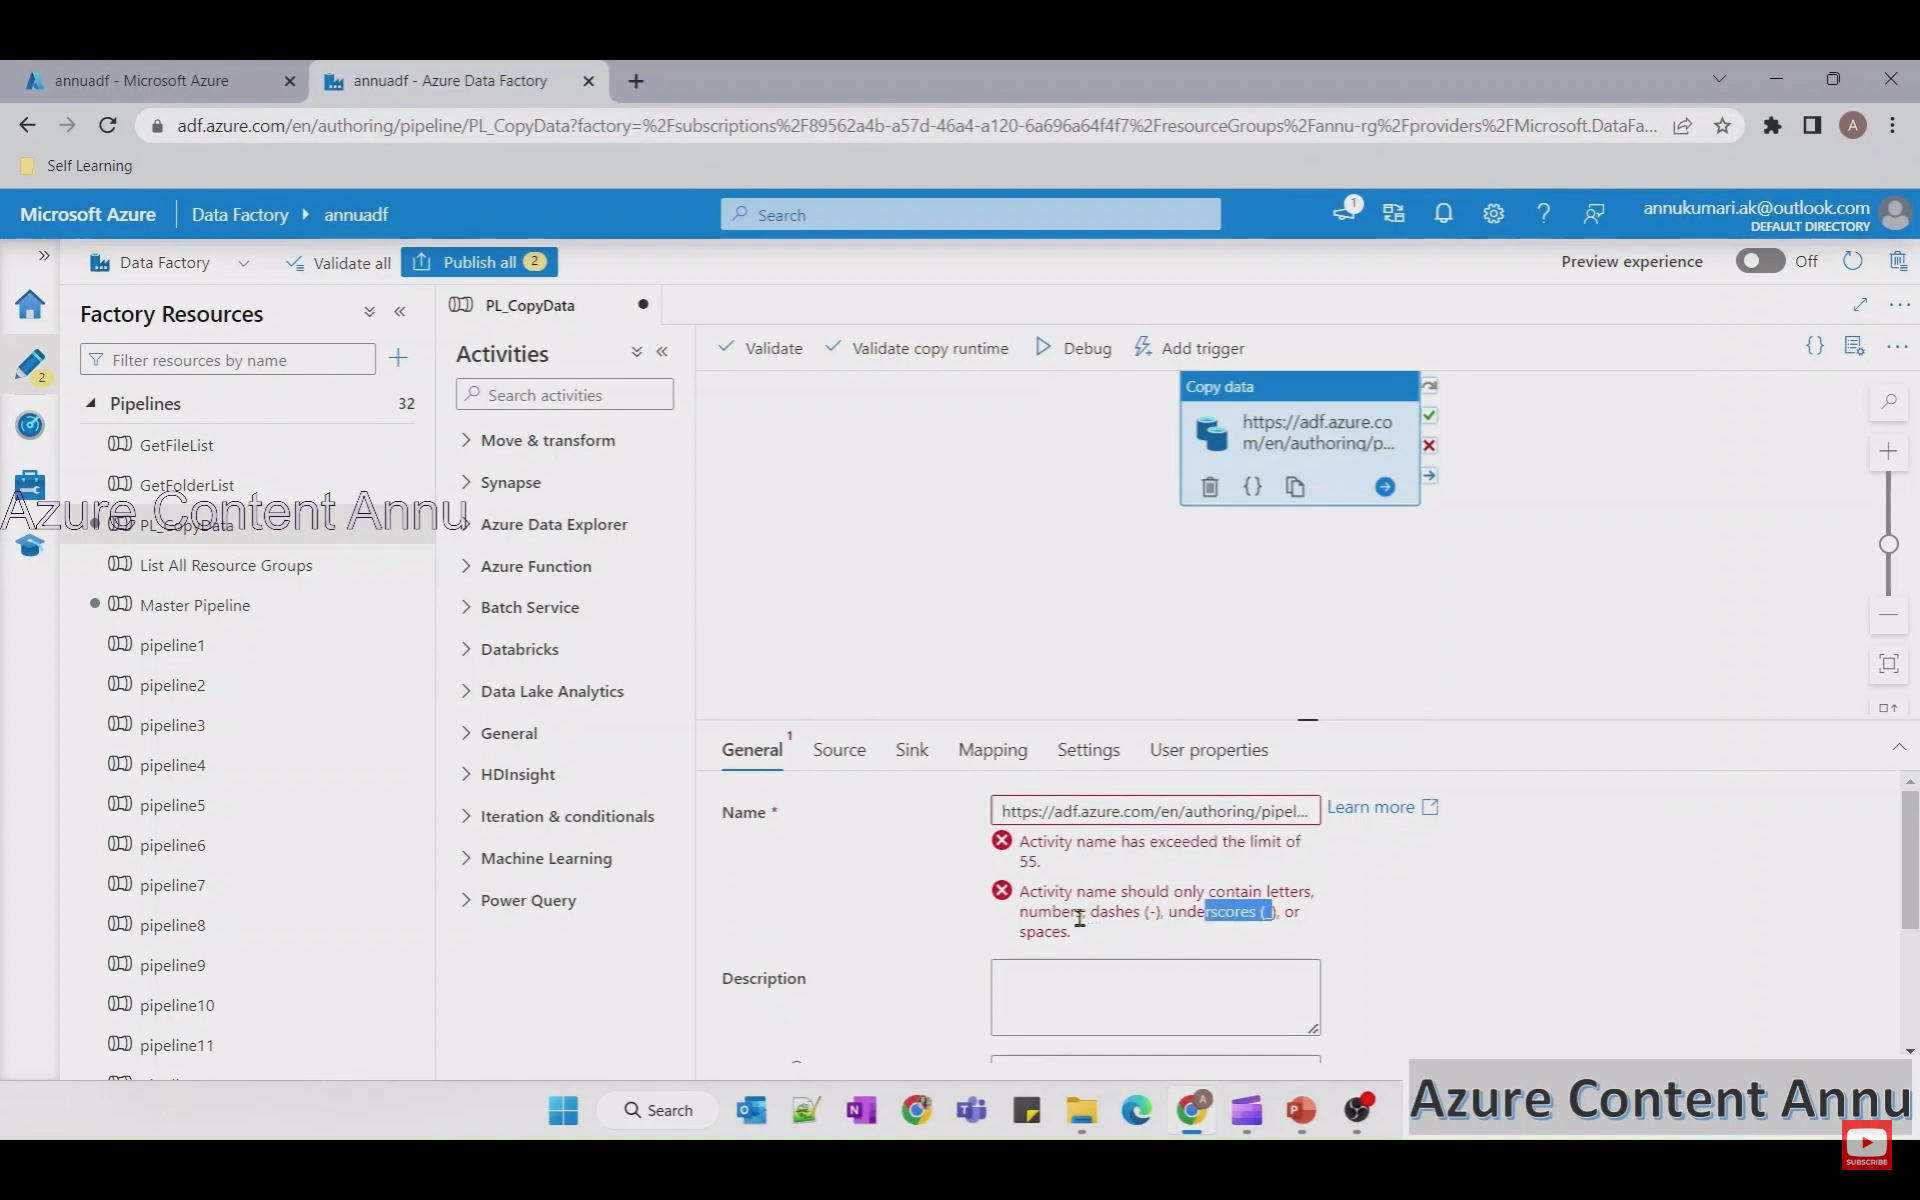 annuadf - Microsoft Azure
annuadf - Azure Data Factory
adf.azure.com/en/authoring/pipeline/PL_CopyData?factory=%2Fsubscriptions%2F89562a4b-a57d-46a4-a120-6a696a64f4f7%2FresourceGroups%2Fannu-rg%2Fproviders%2FMicrosoft.DataFa...
A
Self Learning
Microsoft Azure
Data Factory
annuadf
Search
1
annukumari.ak@outlook.com
DEFAULT DIRECTORY
Data Factory
Validate all
Publish all 2
Preview experience
Off
2
Factory Resources
Filter resources by name
Pipelines 32
GetFileList
GetFolderList
PL_CopyData
List All Resource Groups
Master Pipeline
pipeline1
pipeline2
pipeline3
pipeline4
pipeline5
pipeline6
pipeline7
pipeline8
pipeline9
pipeline10
pipeline11
Azure Content Annu
PL_CopyData
Activities
Search activities
Move & transform
Synapse
Azure Data Explorer
Azure Function
Batch Service
Databricks
Data Lake Analytics
General
HDInsight
Iteration & conditionals
Machine Learning
Power Query
Validate
Validate copy runtime
Debug
Add trigger
Copy data
https://adf.azure.co
m/en/authoring/p...
General 1
Source
Sink
Mapping
Settings
User properties
Name *
https://adf.azure.com/en/authoring/pipel...
Learn more
Activity name has exceeded the limit of
55.
Activity name should only contain letters,
numbers, dashes (-), underscores (_), or
spaces.
Description
Search
A
Azure Content Annu
SUBSCRIBE